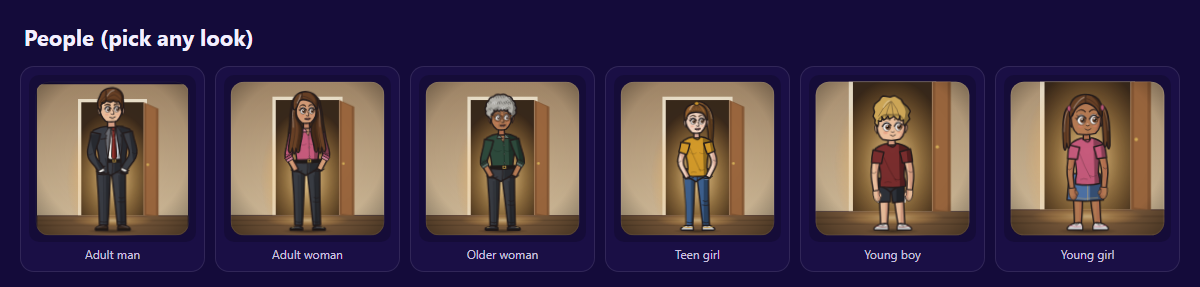 People (pick any look)
Adult man
Adult woman
Older woman
Teen girl
Young boy
Young girl